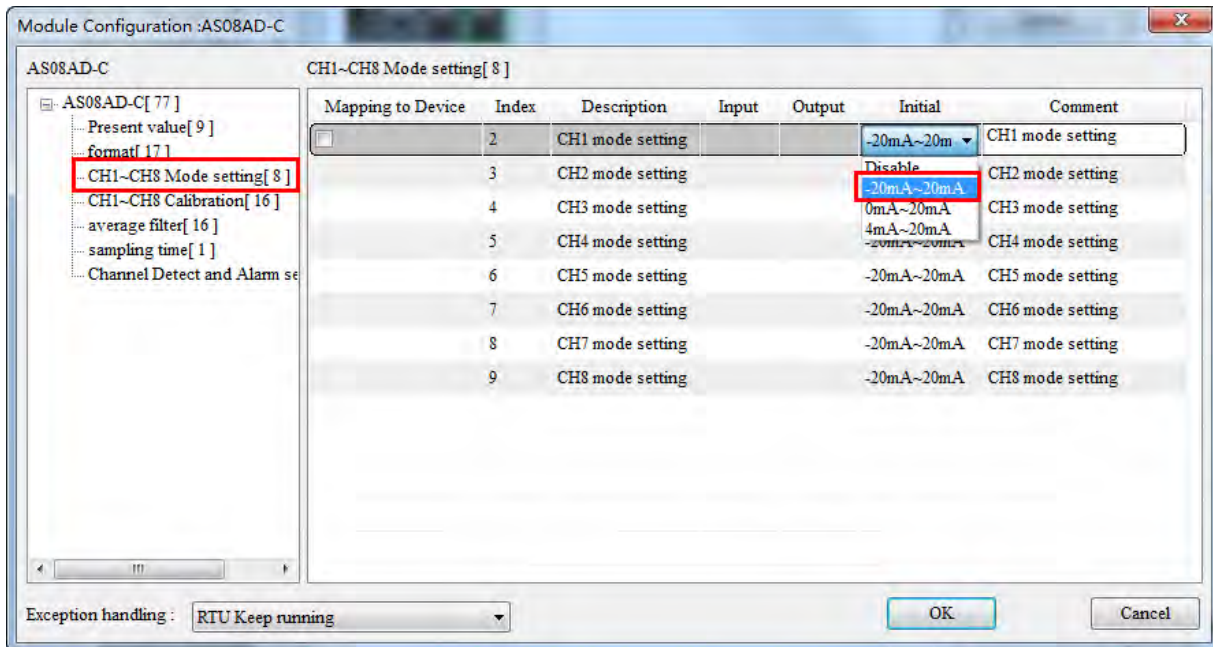 Module Configuration :AS08AD-C
AS08AD-C
CH1~CH8 Mode setting[ 8 ]
AS08AD-C[ 77 ]
Present value[ 9 ]
format[ 17 ]
CH1~CH8 Mode setting[ 8 ]
CH1~CH8 Calibration[ 16 ]
average filter[ 16 ]
sampling time[ 1 ]
Channel Detect and Alarm se
Mapping to Device Index Description Input Output Initial Comment
2 CH1 mode setting -20mA~20m CH1 mode setting
Disable
-20mA~20mA
0mA~20mA
4mA~20mA
3 CH2 mode setting CH2 mode setting
4 CH3 mode setting CH3 mode setting
5 CH4 mode setting -20mA~20mA CH4 mode setting
6 CH5 mode setting -20mA~20mA CH5 mode setting
7 CH6 mode setting -20mA~20mA CH6 mode setting
8 CH7 mode setting -20mA~20mA CH7 mode setting
9 CH8 mode setting -20mA~20mA CH8 mode setting
Exception handling : RTU Keep running OK Cancel